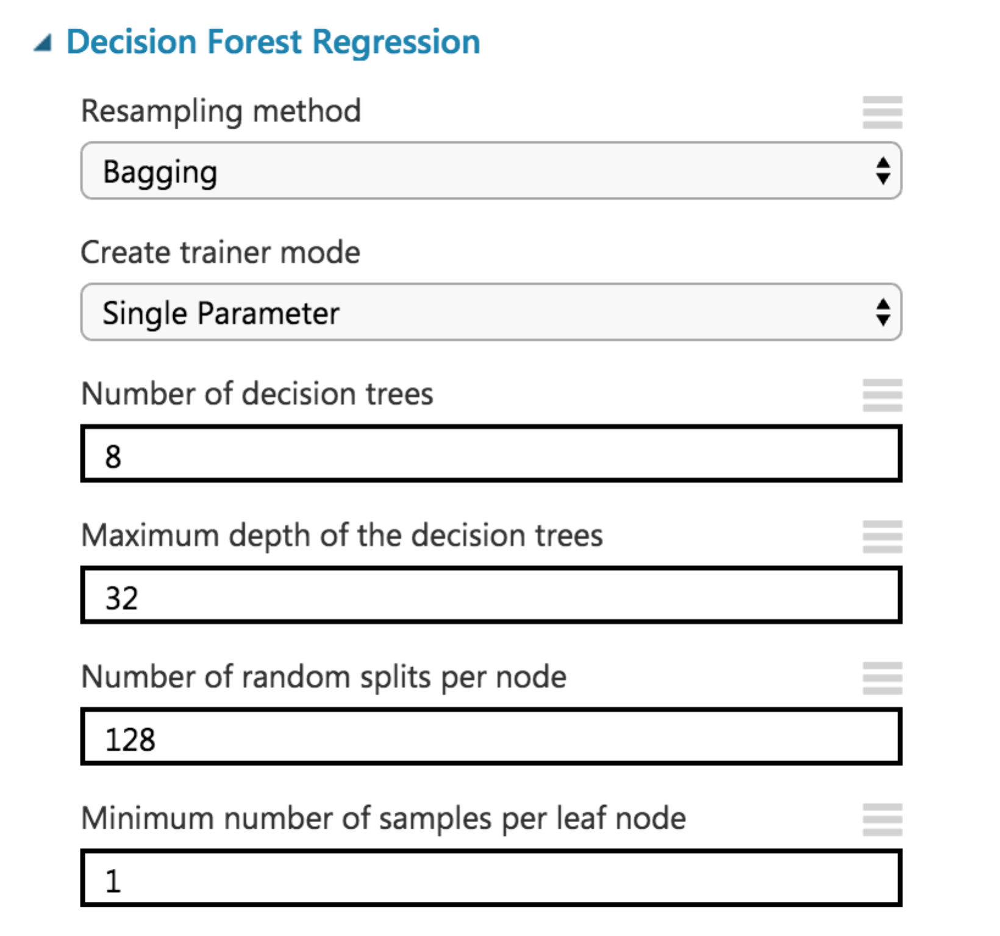 Decision Forest Regression
Resampling method
Bagging
Create trainer mode
Single Parameter
Number of decision trees
8
Maximum depth of the decision trees
32
Number of random splits per node
128
Minimum number of samples per leaf node
1